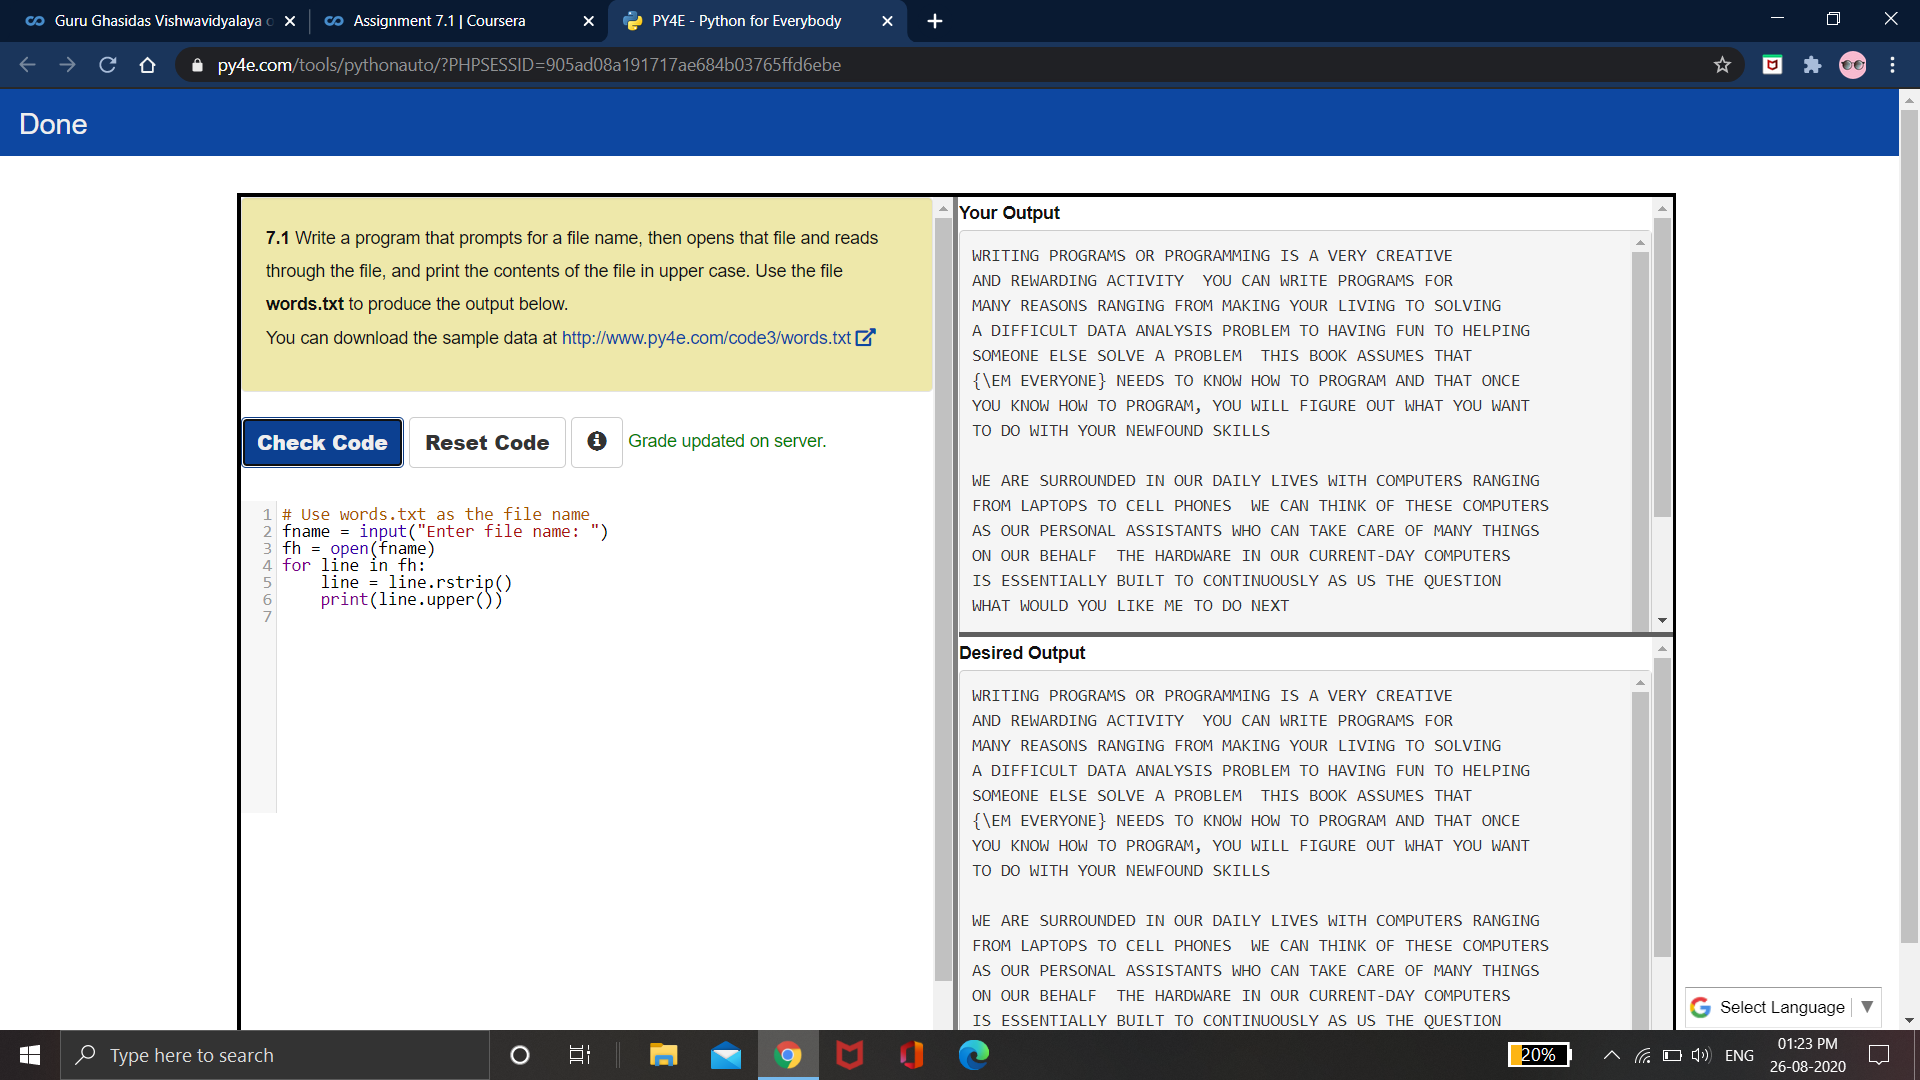 Guru Ghasidas Vishwavidyalaya
Assignment 7.1 | Coursera
PY4E - Python for Everybody
py4e.com/tools/pythonauto/?PHPSESSID=905ad08a191717ae684b03765ffd6ebe
Done
7.1 Write a program that prompts for a file name, then opens that file and reads
through the file, and print the contents of the file in upper case. Use the file
words.txt to produce the output below.
You can download the sample data at http://www.py4e.com/code3/words.txt
Check Code
Reset Code
Grade updated on server.
1 # Use words.txt as the file name
2 fname = input("Enter file name: ")
3 fh = open(fname)
4 for line in fh:
5     line = line.rstrip()
6     print(line.upper())
7
Your Output
WRITING PROGRAMS OR PROGRAMMING IS A VERY CREATIVE
AND REWARDING ACTIVITY  YOU CAN WRITE PROGRAMS FOR
MANY REASONS RANGING FROM MAKING YOUR LIVING TO SOLVING
A DIFFICULT DATA ANALYSIS PROBLEM TO HAVING FUN TO HELPING
SOMEONE ELSE SOLVE A PROBLEM  THIS BOOK ASSUMES THAT
{\EM EVERYONE} NEEDS TO KNOW HOW TO PROGRAM AND THAT ONCE
YOU KNOW HOW TO PROGRAM, YOU WILL FIGURE OUT WHAT YOU WANT
TO DO WITH YOUR NEWFOUND SKILLS
WE ARE SURROUNDED IN OUR DAILY LIVES WITH COMPUTERS RANGING
FROM LAPTOPS TO CELL PHONES  WE CAN THINK OF THESE COMPUTERS
AS OUR PERSONAL ASSISTANTS WHO CAN TAKE CARE OF MANY THINGS
ON OUR BEHALF  THE HARDWARE IN OUR CURRENT-DAY COMPUTERS
IS ESSENTIALLY BUILT TO CONTINUOUSLY AS US THE QUESTION
WHAT WOULD YOU LIKE ME TO DO NEXT
Desired Output
WRITING PROGRAMS OR PROGRAMMING IS A VERY CREATIVE
AND REWARDING ACTIVITY  YOU CAN WRITE PROGRAMS FOR
MANY REASONS RANGING FROM MAKING YOUR LIVING TO SOLVING
A DIFFICULT DATA ANALYSIS PROBLEM TO HAVING FUN TO HELPING
SOMEONE ELSE SOLVE A PROBLEM  THIS BOOK ASSUMES THAT
{\EM EVERYONE} NEEDS TO KNOW HOW TO PROGRAM AND THAT ONCE
YOU KNOW HOW TO PROGRAM, YOU WILL FIGURE OUT WHAT YOU WANT
TO DO WITH YOUR NEWFOUND SKILLS
WE ARE SURROUNDED IN OUR DAILY LIVES WITH COMPUTERS RANGING
FROM LAPTOPS TO CELL PHONES  WE CAN THINK OF THESE COMPUTERS
AS OUR PERSONAL ASSISTANTS WHO CAN TAKE CARE OF MANY THINGS
ON OUR BEHALF  THE HARDWARE IN OUR CURRENT-DAY COMPUTERS
IS ESSENTIALLY BUILT TO CONTINUOUSLY AS US THE QUESTION
Select Language
Type here to search
20%
ENG
01:23 PM
26-08-2020